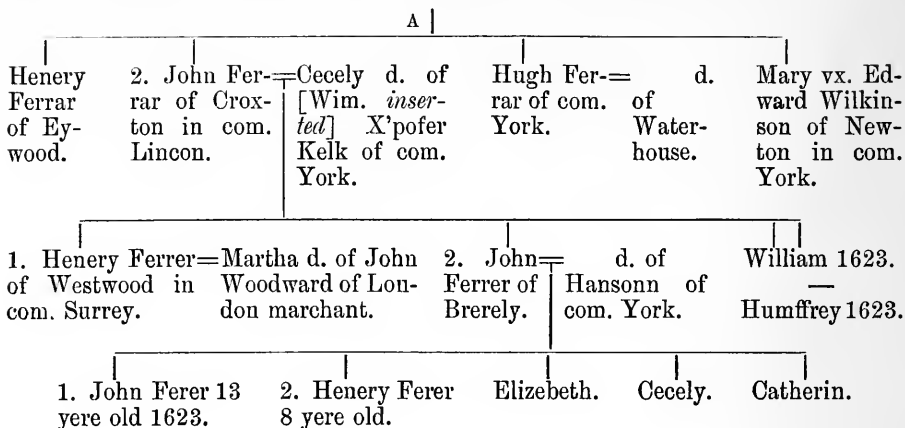 A
Henery
Ferrar
of Ey-
wood.
2. John Fer-
rar of Crox-
ton in com.
Lincon.
Cecely d. of
[Wim. inser-
ted] X'pofer
Kelk of com.
York.
Hugh Fer-
rar of com.
York.
= d.
of
Water-
house.
Mary vx. Ed-
ward Wilkin-
son of New-
ton in com.
York.
1. Henery Ferrer=
of Westwood in
com. Surrey.
Martha d. of John
Woodward of Lon-
don marchant.
2. John
Ferrer of
Brerely.
= d. of
Hansonn of
com. York.
William 1623.
—
Humffrey 1623.
1. John Ferer 13
yere old 1623.
2. Henery Ferer
8 yere old.
Elizebeth.
Cecely.
Catherin.